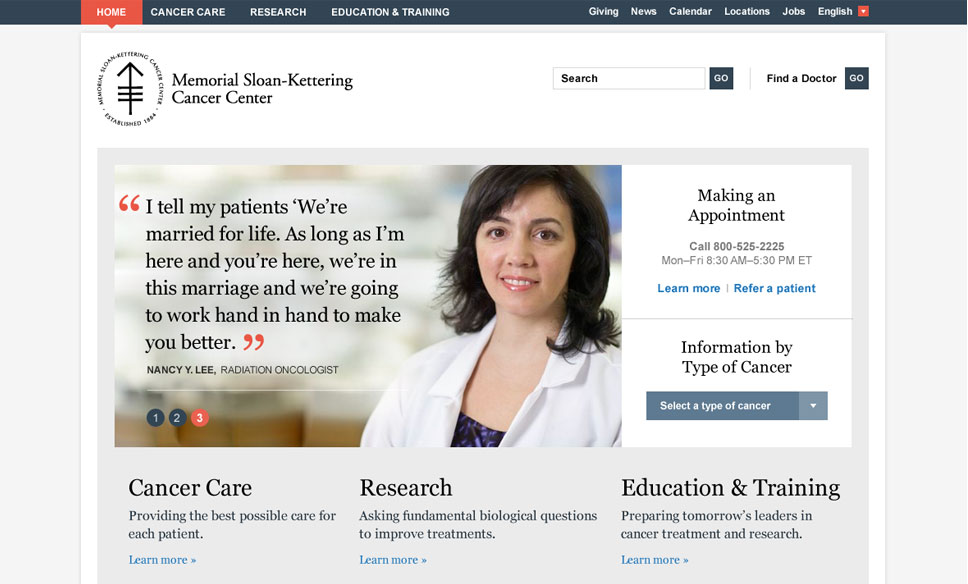 HOME CANCER CARE RESEARCH EDUCATION & TRAINING Giving News Calendar Locations Jobs English
MEMORIAL SLOAN-KETTERING CANCER CENTER · ESTABLISHED 1884 ·
Memorial Sloan-Kettering
Cancer Center
Search GO Find a Doctor GO
“ I tell my patients ‘We’re
married for life. As long as I’m
here and you’re here, we’re in
this marriage and we’re going
to work hand in hand to make
you better. ”
NANCY Y. LEE, RADIATION ONCOLOGIST
1 2 3
Making an
Appointment
Call 800-525-2225
Mon–Fri 8:30 AM–5:30 PM ET
Learn more | Refer a patient
Information by
Type of Cancer
Select a type of cancer
Cancer Care
Providing the best possible care for
each patient.
Learn more »
Research
Asking fundamental biological questions
to improve treatments.
Learn more »
Education & Training
Preparing tomorrow’s leaders in
cancer treatment and research.
Learn more »